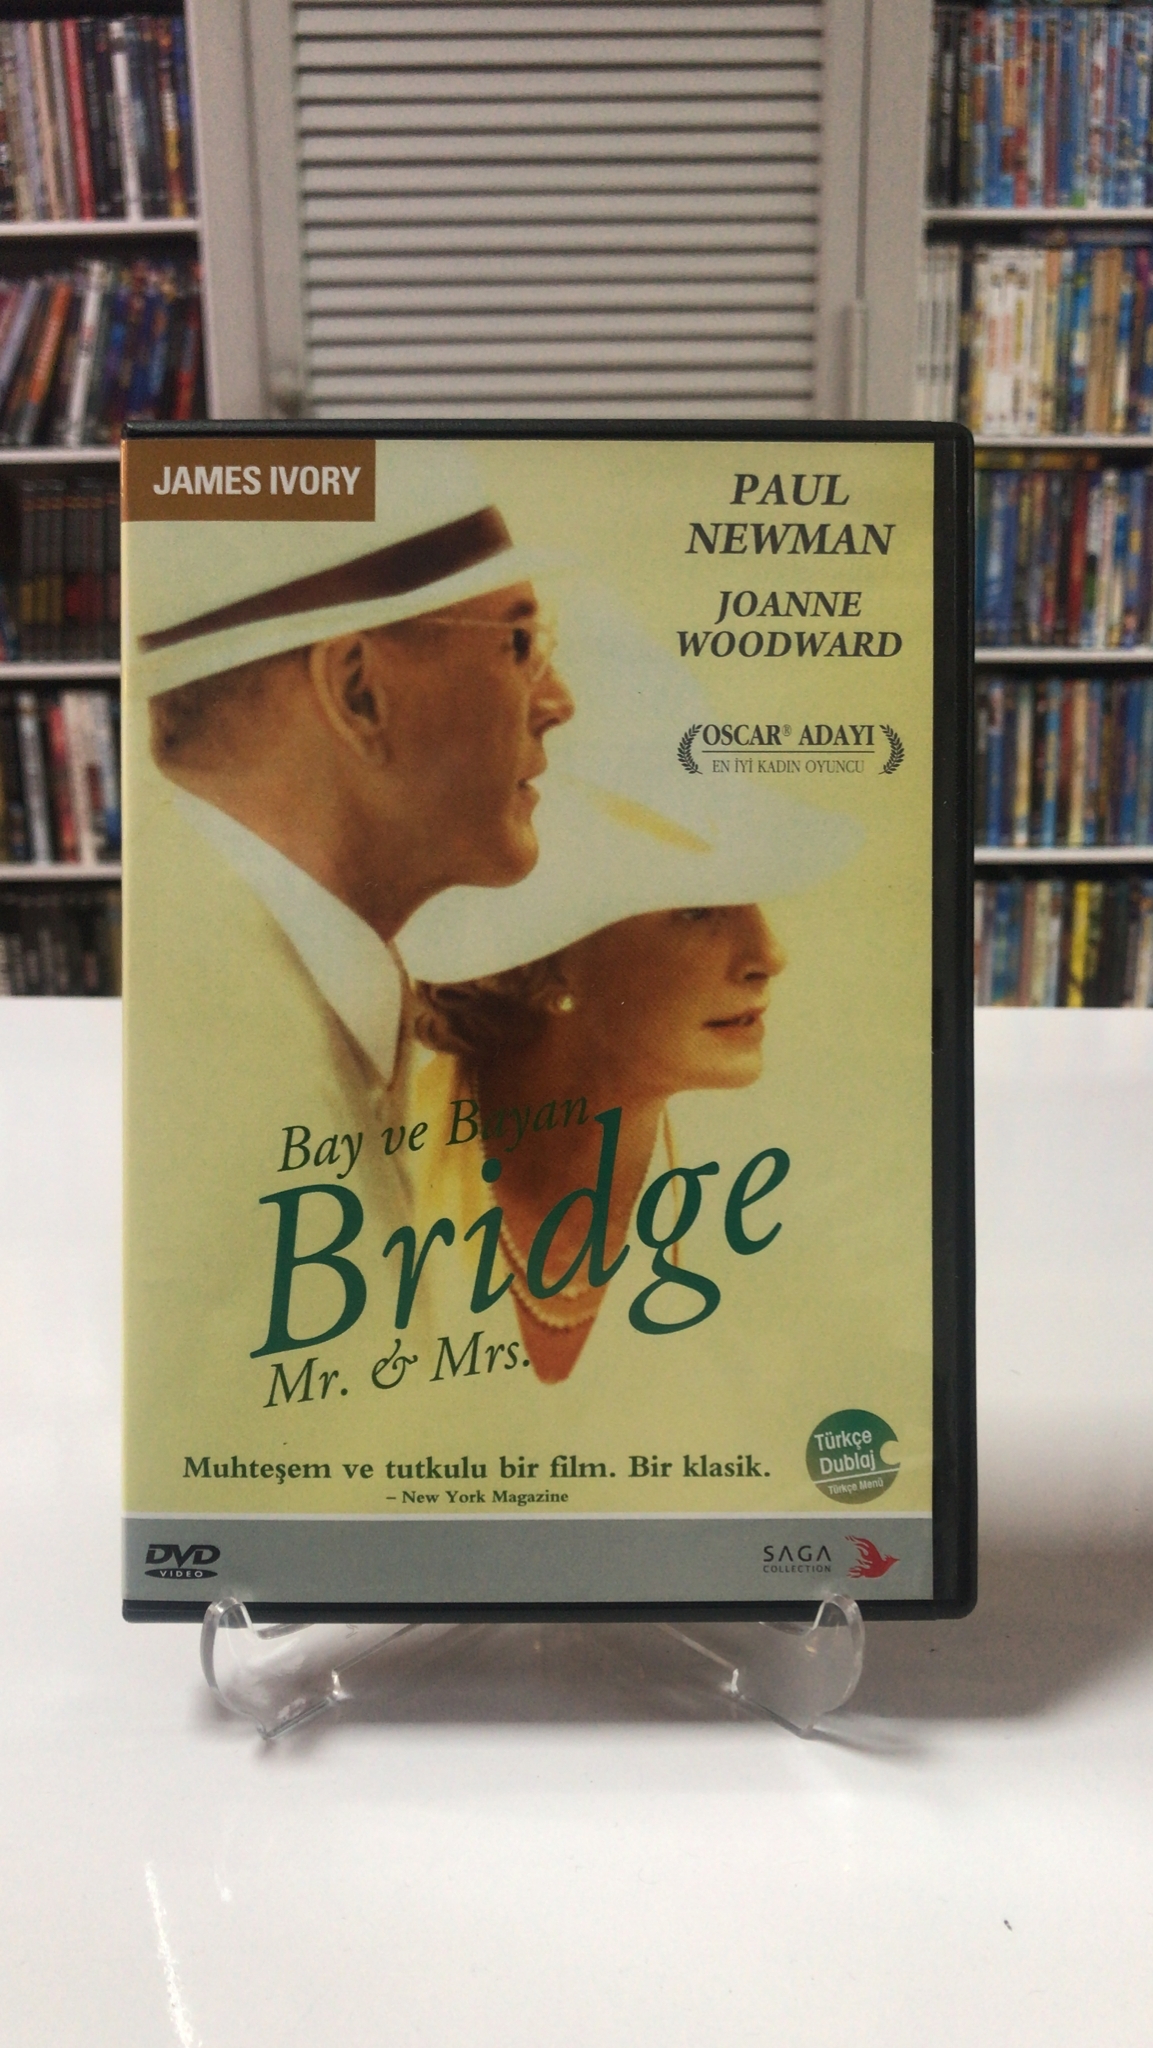 JAMES IVORY
PAUL
NEWMAN
JOANNE
WOODWARD
OSCAR® ADAYI
EN İYİ KADIN OYUNCU
Bay ve Bayan
Bridge
Mr. & Mrs.
Muhteşem ve tutkulu bir film. Bir klasik.
– New York Magazine
Türkçe
Dublaj
Türkçe Menü
DVD
VIDEO
SAGA
COLLECTION